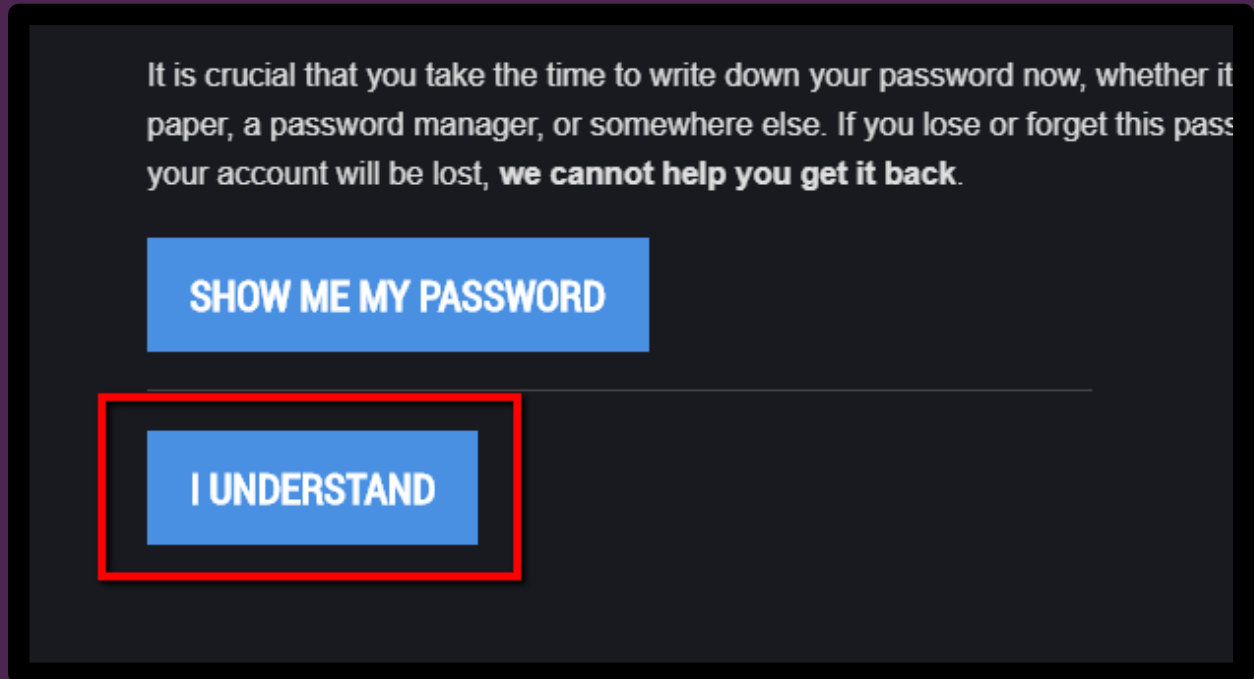 It is crucial that you take the time to write down your password now, whether it
paper, a password manager, or somewhere else. If you lose or forget this pass
your account will be lost, we cannot help you get it back.
SHOW ME MY PASSWORD
I UNDERSTAND